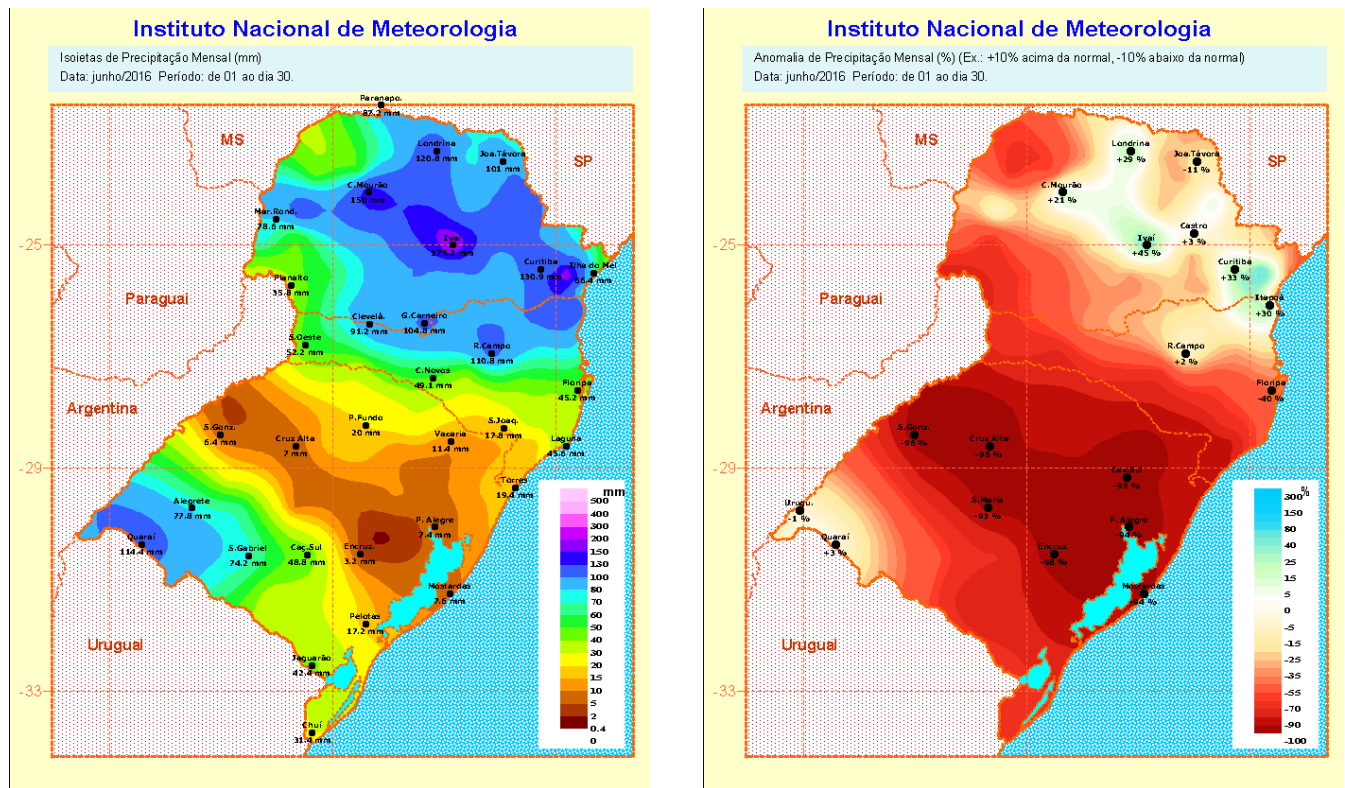 Instituto Nacional de Meteorologia
Isoietas de Precipitação Mensal (mm)
Data: junho/2016 Período: de 01 ao dia 30.
Paranapo.
87.2 mm
MS
Londrina
120.8 mm
Joa.Távora
101 mm
SP
C.Mourão
150 mm
Mar.Rond.
78.6 mm
Ivaí
175.2 mm
-25
Curitiba
130.9 mm
Ilha do Mel
66.4 mm
Planalto
35.8 mm
Paraguai
Clevelâ.
91.2 mm
G.Carneiro
104.8 mm
S.Oeste
52.2 mm
R.Campo
110.8 mm
C.Novos
49.1 mm
Floripa
45.2 mm
Argentina
S.Gonz.
6.4 mm
P.Fundo
20 mm
Cruz Alta
7 mm
Vacaria
11.4 mm
S.Joaq.
17.8 mm
Laguna
45.6 mm
-29
Torres
19.4 mm
Alegrete
77.8 mm
Quaraí
114.4 mm
S.Gabriel
74.2 mm
Caç.Sul
48.8 mm
Encruz.
3.2 mm
P. Alegre
7.4 mm
Mostardas
7.6 mm
Pelotas
17.2 mm
Uruguai
Jaguarão
42.4 mm
-33
Chuí
31.4 mm
mm
500
400
300
200
150
130
100
80
70
60
50
40
30
20
15
10
5
2
0.4
0
Instituto Nacional de Meteorologia
Anomalia de Precipitação Mensal (%) (Ex.: +10% acima da normal, -10% abaixo da normal)
Data: junho/2016 Período: de 01 ao dia 30.
MS
Londrina
+29 %
Joa.Távora
-11 %
SP
C.Mourão
+21 %
Castro
+3 %
Ivaí
+45 %
-25
Curitiba
+33 %
Itapoá
+30 %
Paraguai
R.Campo
+2 %
Floripa
-40 %
Argentina
S.Gonz.
-96 %
Cruz Alta
-96 %
-29
Cax.Sul
-96 %
S.Maria
-93 %
Urugu.
-1 %
Quaraí
+3 %
P. Alegre
-94 %
Encruz.
-98 %
Mostardas
-94 %
Uruguai
-33
%
300
150
80
40
25
15
5
0
-5
-15
-25
-35
-55
-70
-90
-100